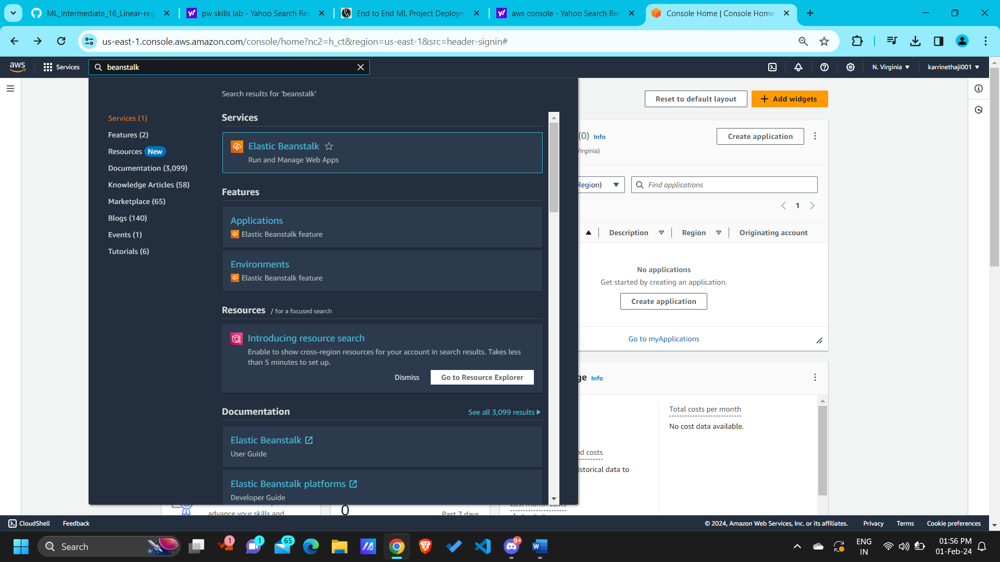 ML_Intermediate_16_Linear-reg
pw skills lab - Yahoo Search Res
End to End ML Project Deploym
aws console - Yahoo Search Res
Console Home | Console Home
us-east-1.console.aws.amazon.com/console/home?nc2=h_ct&region=us-east-1&src=header-signin#
aws
Services
beanstalk
N. Virginia
karrinethaji001
Search results for 'beanstalk'
Services (1)
Features (2)
Resources New
Documentation (3,099)
Knowledge Articles (58)
Marketplace (65)
Blogs (140)
Events (1)
Tutorials (6)
Services
Elastic Beanstalk
Run and Manage Web Apps
Features
Applications
Elastic Beanstalk feature
Environments
Elastic Beanstalk feature
Resources / for a focused search
Introducing resource search
Enable to show cross-region resources for your account in search results. Takes less
than 5 minutes to set up.
Dismiss
Go to Resource Explorer
Documentation
See all 3,099 results
Elastic Beanstalk
User Guide
Elastic Beanstalk platforms
Developer Guide
Reset to default layout
Add widgets
(0) Info
Create application
Virginia)
Region)
Find applications
1
Description
Region
Originating account
No applications
Get started by creating an application.
Create application
Go to myApplications
ge Info
Total costs per month
No cost data available.
nd costs
istorical data to
Last month costs
advance your skills and
0
Past 7 days
CloudShell
Feedback
© 2024, Amazon Web Services, Inc. or its affiliates.
Privacy
Terms
Cookie preferences
Search
1
1
65
9+
ENG
IN
01:56 PM
01-Feb-24